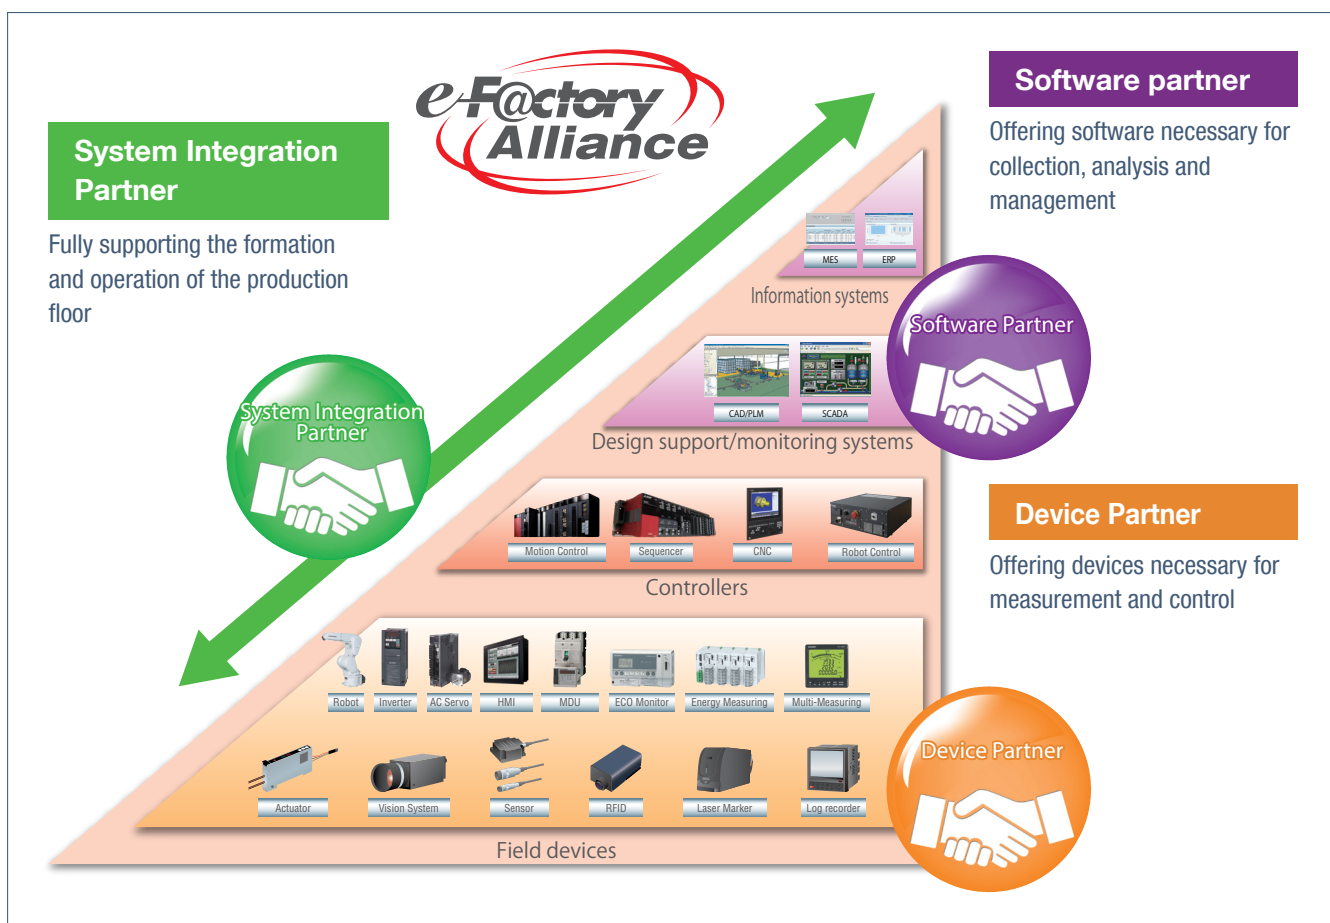 e-F@ctory
Alliance
System Integration
Partner
Fully supporting the formation
and operation of the production
floor
Software partner
Offering software necessary for
collection, analysis and
management
MES
ERP
Information systems
Software Partner
System Integration
Partner
CAD/PLM
SCADA
Design support/monitoring systems
Device Partner
Offering devices necessary for
measurement and control
Motion Control
Sequencer
CNC
Robot Control
Controllers
Robot
Inverter
AC Servo
HMI
MDU
ECO Monitor
Energy Measuring
Multi-Measuring
Device Partner
Actuator
Vision System
Sensor
RFID
Laser Marker
Log recorder
Field devices